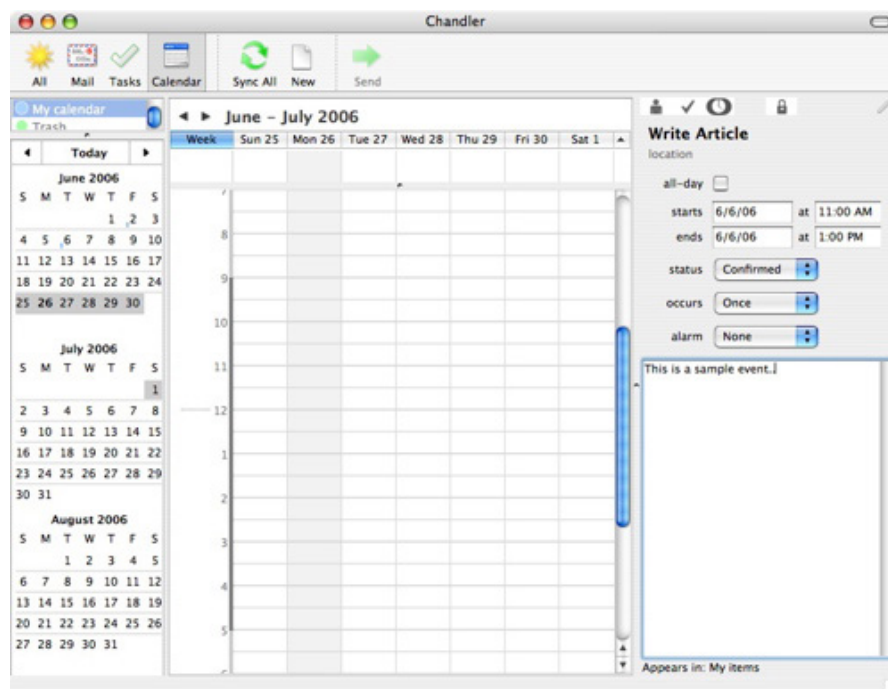 Chandler
All Mail Tasks Calendar Sync All New Send
My calendar
Trash
Today
June 2006
S M T W T F S
1 2 3
4 5 6 7 8 9 10
11 12 13 14 15 16 17
18 19 20 21 22 23 24
25 26 27 28 29 30
July 2006
S M T W T F S
1
2 3 4 5 6 7 8
9 10 11 12 13 14 15
16 17 18 19 20 21 22
23 24 25 26 27 28 29
30 31
August 2006
S M T W T F S
1 2 3 4 5
6 7 8 9 10 11 12
13 14 15 16 17 18 19
20 21 22 23 24 25 26
27 28 29 30 31
June – July 2006
Week Sun 25 Mon 26 Tue 27 Wed 28 Thu 29 Fri 30 Sat 1
7
8
9
10
11
12
1
2
3
4
5
6
Write Article
location
all-day
starts 6/6/06 at 11:00 AM
ends 6/6/06 at 1:00 PM
status Confirmed
occurs Once
alarm None
This is a sample event.
Appears in: My items